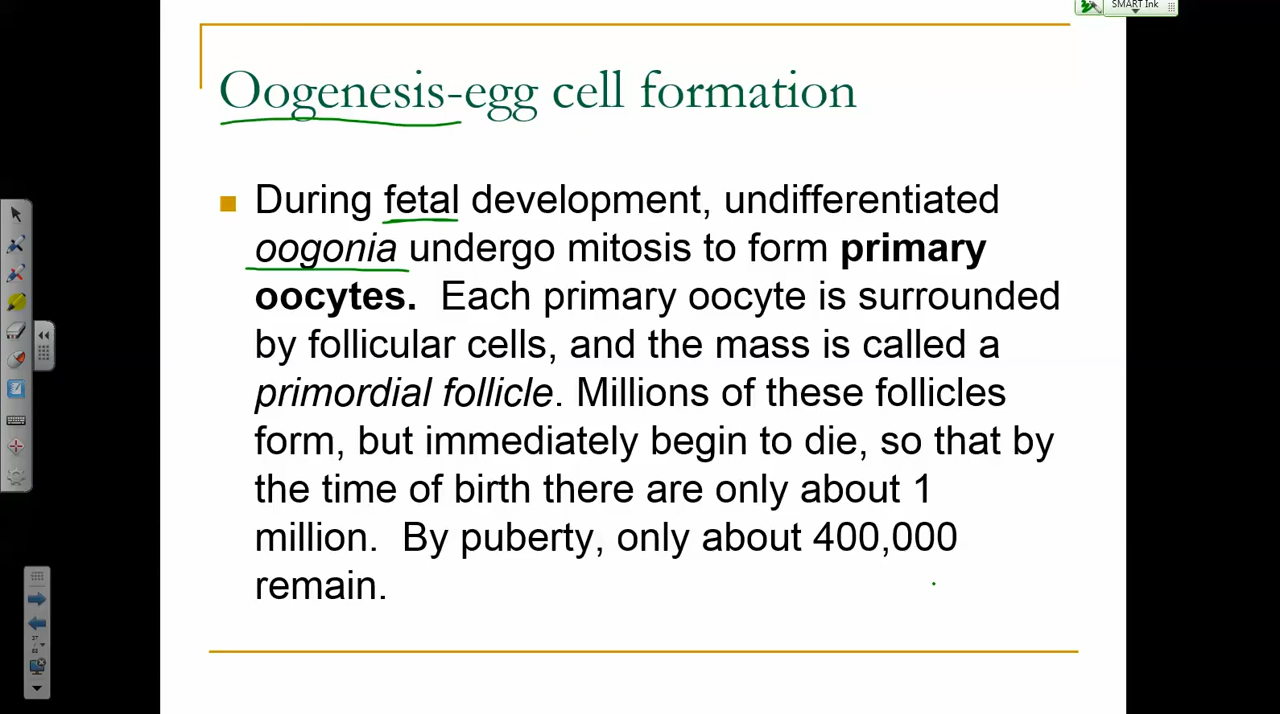 SMART Ink
Oogenesis-egg cell formation
During fetal development, undifferentiated
oogonia undergo mitosis to form primary
oocytes. Each primary oocyte is surrounded
by follicular cells, and the mass is called a
primordial follicle. Millions of these follicles
form, but immediately begin to die, so that by
the time of birth there are only about 1
million. By puberty, only about 400,000
remain.